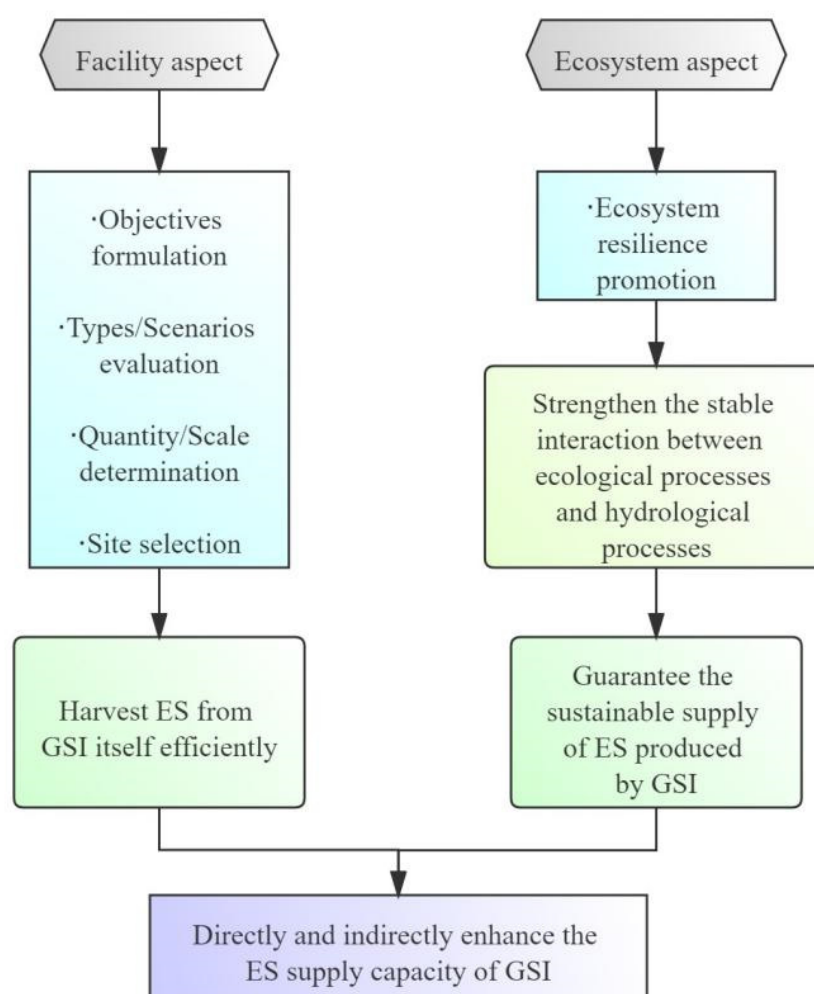 Facility aspect
·Objectives
formulation
·Types/Scenarios
evaluation
·Quantity/Scale
determination
·Site selection
Harvest ES from
GSI itself efficiently
Ecosystem aspect
·Ecosystem
resilience
promotion
Strengthen the stable
interaction between
ecological processes
and hydrological
processes
Guarantee the
sustainable supply
of ES produced
by GSI
Directly and indirectly enhance the
ES supply capacity of GSI